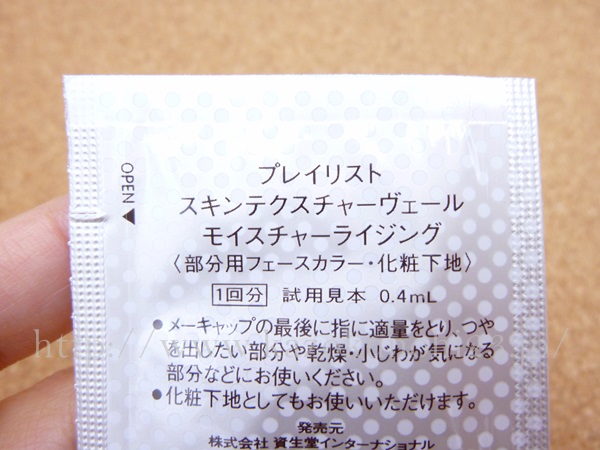 OPEN
プレイリスト
スキンテクスチャーヴェール
モイスチャーライジング
〈部分用フェースカラー・化粧下地〉
1回分 試用見本 0.4mL
●メーキャップの最後に指に適量をとり、つや
を出したい部分や乾燥・小じわが気になる
部分などにお使いください。
●化粧下地としてもお使いいただけます。
発売元
株式会社 資生堂インターナショナル